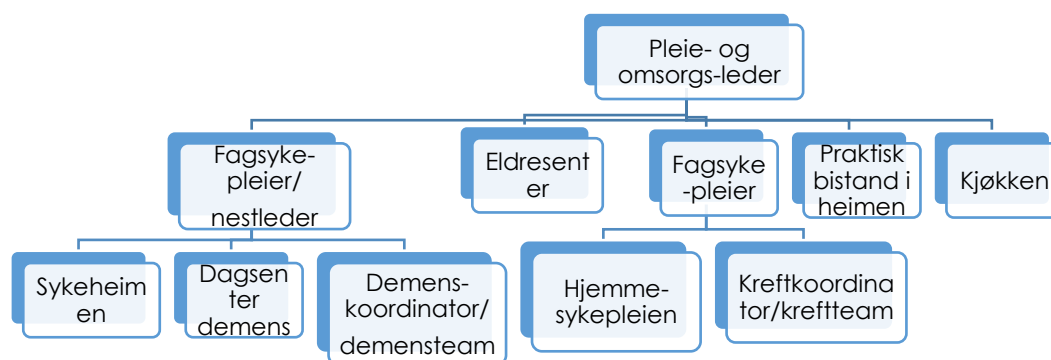 Pleie- og
omsorgs-leder
Fagsyke-
pleier/
nestleder
Eldresent
er
Fagsyke
-pleier
Praktisk
bistand i
heimen
Kjøkken
Sykeheim
en
Dagsen
ter
demens
Demens-
koordinator/
demensteam
Hjemme-
sykepleien
Kreftkoordina
tor/kreftteam